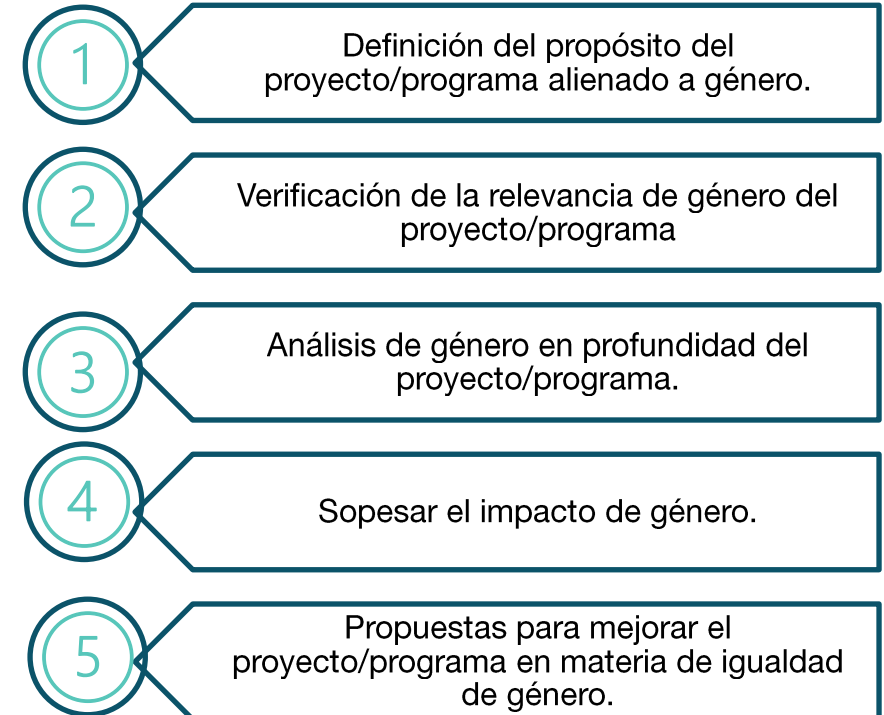 1
Definición del propósito del
proyecto/programa alienado a género.
2
Verificación de la relevancia de género del
proyecto/programa
3
Análisis de género en profundidad del
proyecto/programa.
4
Sopesar el impacto de género.
5
Propuestas para mejorar el
proyecto/programa en materia de igualdad
de género.